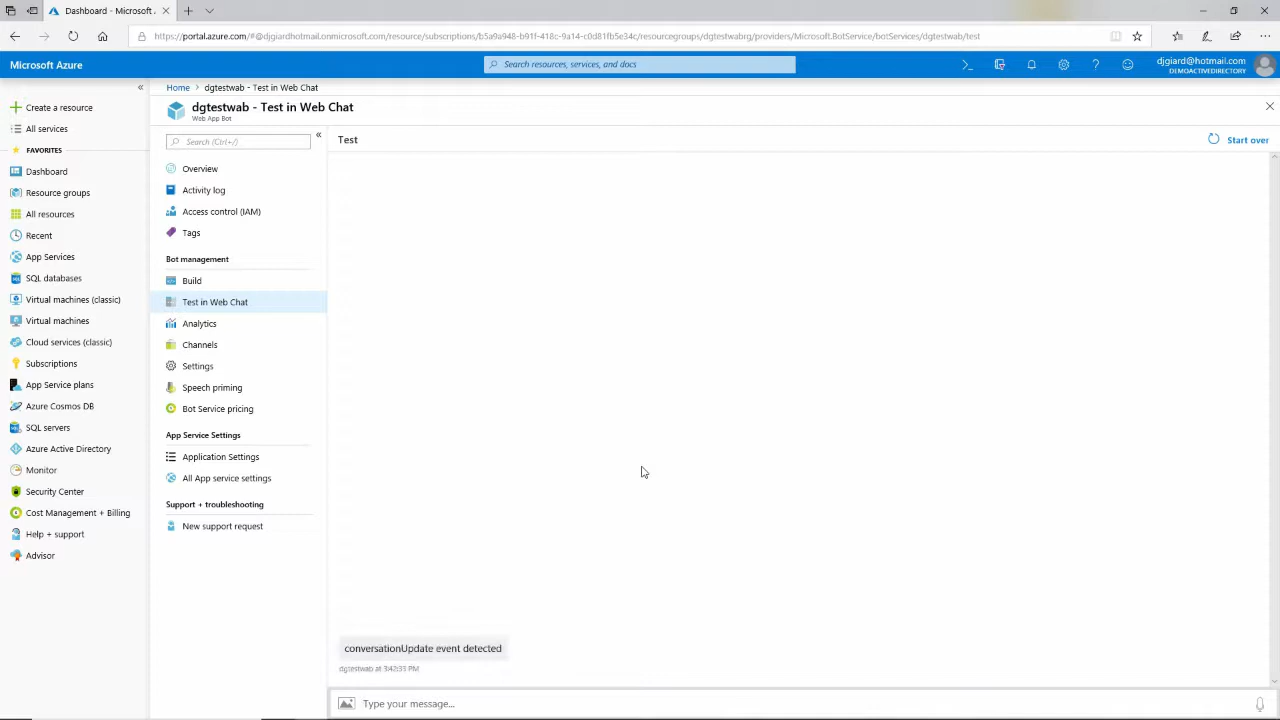 Dashboard - Microsoft A
https://portal.azure.com/#@djgiardhotmail.onmicrosoft.com/resource/subscriptions/b5a9a948-b91f-418c-9a14-c0d81fb5e34c/resourcegroups/dgtestwabrg/providers/Microsoft.BotService/botServices/dgtestwab/test
Microsoft Azure
Search resources, services, and docs
djgiard@hotmail.com
DEMOACTIVEDIRECTORY
Home > dgtestwab - Test in Web Chat
dgtestwab - Test in Web Chat
Web App Bot
Create a resource
All services
FAVORITES
Dashboard
Resource groups
All resources
Recent
App Services
SQL databases
Virtual machines (classic)
Virtual machines
Cloud services (classic)
Subscriptions
App Service plans
Azure Cosmos DB
SQL servers
Azure Active Directory
Monitor
Security Center
Cost Management + Billing
Help + support
Advisor
Search (Ctrl+/)
Overview
Activity log
Access control (IAM)
Tags
Bot management
Build
Test in Web Chat
Analytics
Channels
Settings
Speech priming
Bot Service pricing
App Service Settings
Application Settings
All App service settings
Support + troubleshooting
New support request
Test
Start over
conversationUpdate event detected
dgtestwab at 3:42:33 PM
Type your message...